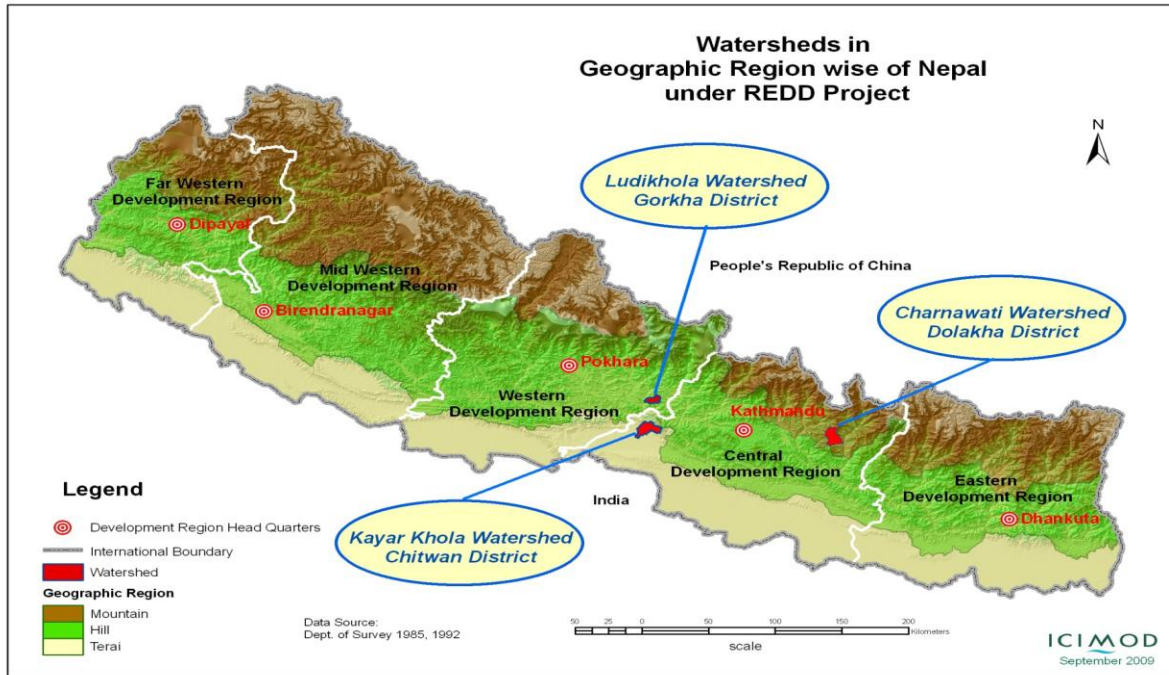 Watersheds in
Geographic Region wise of Nepal
under REDD Project
N
Ludikhola Watershed
Gorkha District
Far Western
Development Region
Dipayal
People's Republic of China
Mid Western
Development Region
Charnawati Watershed
Dolakha District
Birendranagar
Pokhara
Western
Development Region
Kathmandu
Central
Development Region
Eastern
Development Region
India
Dhankuta
Kayar Khola Watershed
Chitwan District
Legend
Development Region Head Quarters
International Boundary
Watershed
Geographic Region
Mountain
Hill
Terai
Data Source:
Dept. of Survey 1985, 1992
50 25 0 50 100 150 200
Kilometers
scale
ICIMOD
September 2009